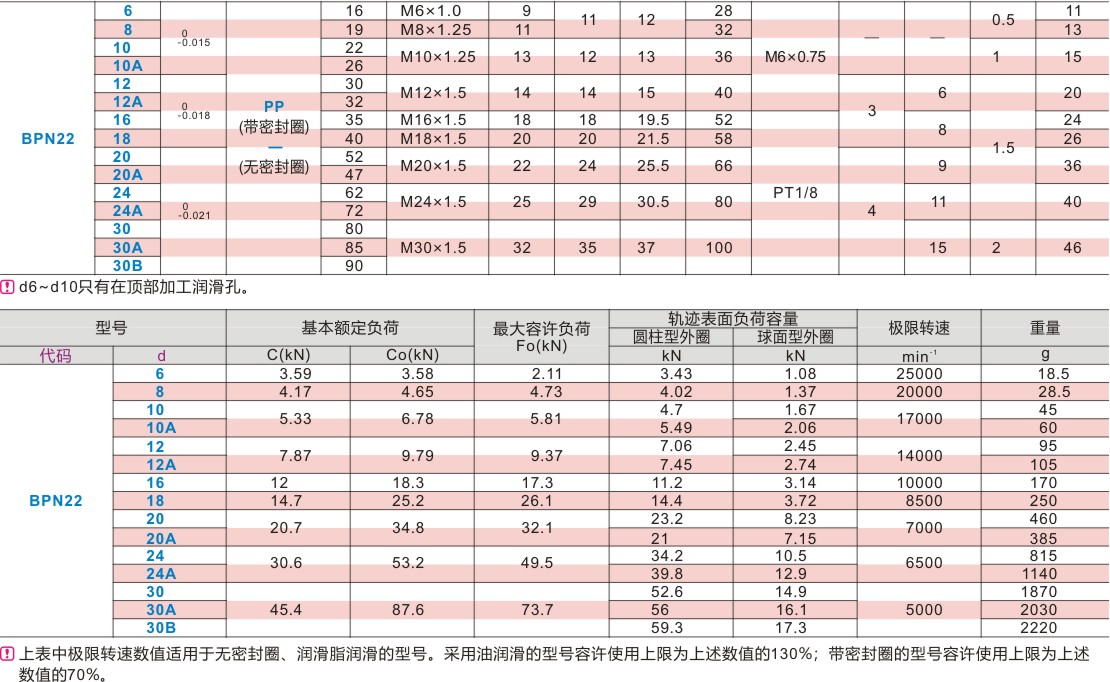 6 16 M6×1.0 9 28 11
11 12 0.5
8 19 M8×1.25 11 32 13
0
-0.015
— —
10 22
M10×1.25 13 12 13 36 M6×0.75 1 15
10A 26
12 30
M12×1.5 14 14 15 40 6 20
12A 32
0
-0.018
PP
3
16 35 M16×1.5 18 18 19.5 52 24
(带密封圈)
8
BPN22 18 40 M18×1.5 20 20 21.5 58 26
—
1.5
20 52
(无密封圈) M20×1.5 22 24 25.5 66 9 36
20A 47
24 62
PT1/8
M24×1.5 25 29 30.5 80 11 40
24A 72
0
-0.021
4
30 80
30A 85 M30×1.5 32 35 37 100 15 2 46
30B 90
! d6~d10只有在顶部加工润滑孔。
型号 基本额定负荷 最大容许负荷 轨迹表面负荷容量 极限转速 重量
Fo(kN) 圆柱型外圈 球面型外圈
代码 d C(kN) Co(kN) kN kN min⁻¹ g
6 3.59 3.58 2.11 3.43 1.08 25000 18.5
8 4.17 4.65 4.73 4.02 1.37 20000 28.5
10 4.7 1.67 45
5.33 6.78 5.81 17000
10A 5.49 2.06 60
12 7.06 2.45 95
7.87 9.79 9.37 14000
12A 7.45 2.74 105
16 12 18.3 17.3 11.2 3.14 10000 170
BPN22 18 14.7 25.2 26.1 14.4 3.72 8500 250
20 23.2 8.23 460
20.7 34.8 32.1 7000
20A 21 7.15 385
24 34.2 10.5 815
30.6 53.2 49.5 6500
24A 39.8 12.9 1140
30 52.6 14.9 1870
30A 45.4 87.6 73.7 56 16.1 5000 2030
30B 59.3 17.3 2220
! 上表中极限转速数值适用于无密封圈、润滑脂润滑的型号。采用油润滑的型号容许使用上限为上述数值的130%；带密封圈的型号容许使用上限为上述
数值的70%。